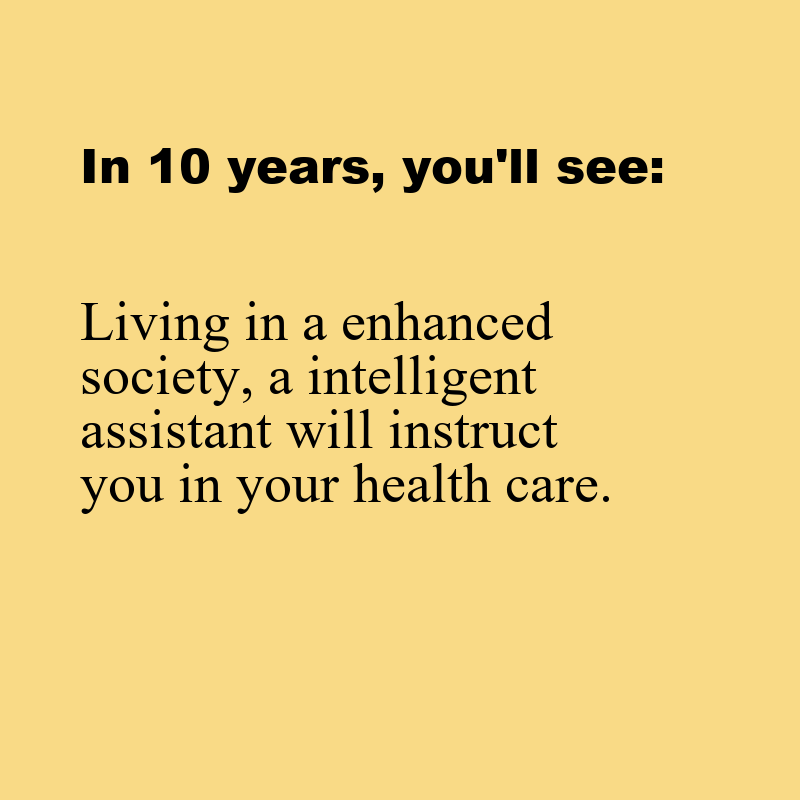 In 10 years, you'll see:
Living in a enhanced
society, a intelligent
assistant will instruct
you in your health care.